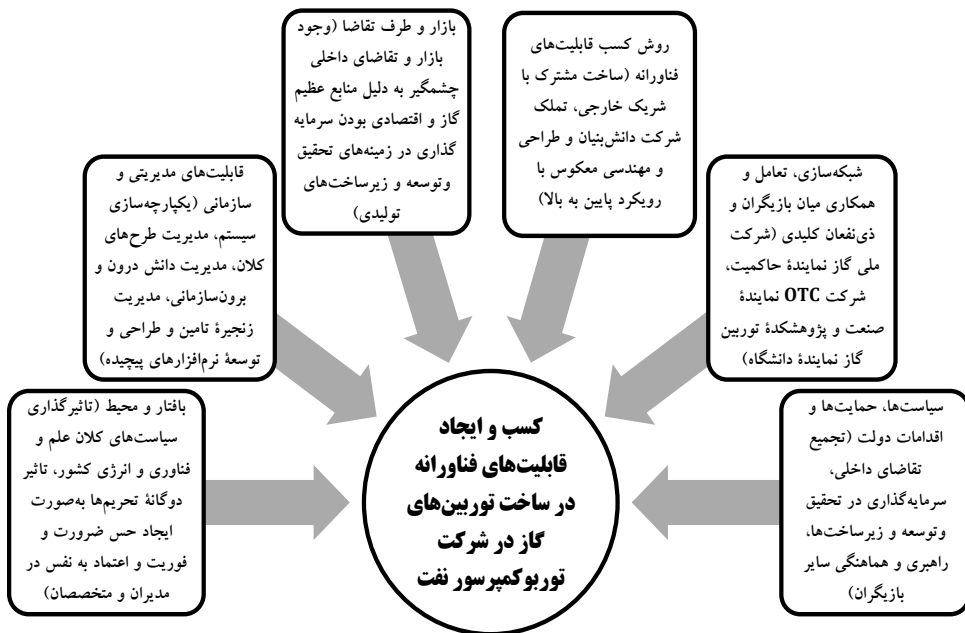 بازار و طرف تقاضا (وجود
بازار و تقاضای داخلی
چشمگیر به دلیل منابع عظیم
گاز و اقتصادی بودن سرمایه
گذاری در زمینه‌های تحقیق
وتوسعه و زیرساخت‌های
تولیدی)
روش کسب قابلیت‌های
فناورانه (ساخت مشترک با
شریک خارجی، تملک
شرکت دانش‌بنیان و طراحی
و مهندسی معکوس با
رویکرد پایین به بالا)
قابلیت‌های مدیریتی و
سازمانی (یکپارچه‌سازی
سیستم، مدیریت طرح‌های
کلان، مدیریت دانش درون و
برون‌سازمانی، مدیریت
زنجیرۀ تامین و طراحی و
توسعۀ نرم‌افزارهای پیچیده)
شبکه‌سازی، تعامل و
همکاری میان بازیگران و
ذی‌نفعان کلیدی (شرکت
ملی گاز نمایندۀ حاکمیت،
شرکت OTC نمایندۀ
صنعت و پژوهشکدۀ توربین
گاز نمایندۀ دانشگاه)
بافتار و محیط (تاثیرگذاری
سیاست‌های کلان علم و
فناوری و انرژی کشور، تاثیر
دوگانۀ تحریم‌ها به‌صورت
ایجاد حس ضرورت و
فوریت و اعتماد به نفس در
مدیران و متخصصان)
سیاست‌ها، حمایت‌ها و
اقدامات دولت (تجمیع
تقاضای داخلی،
سرمایه‌گذاری در تحقیق
وتوسعه و زیرساخت‌ها،
راهبری و هماهنگی سایر
بازیگران)
کسب و ایجاد
قابلیت‌های فناورانه
در ساخت توربین‌های
گاز در شرکت
توربوکمپرسور نفت